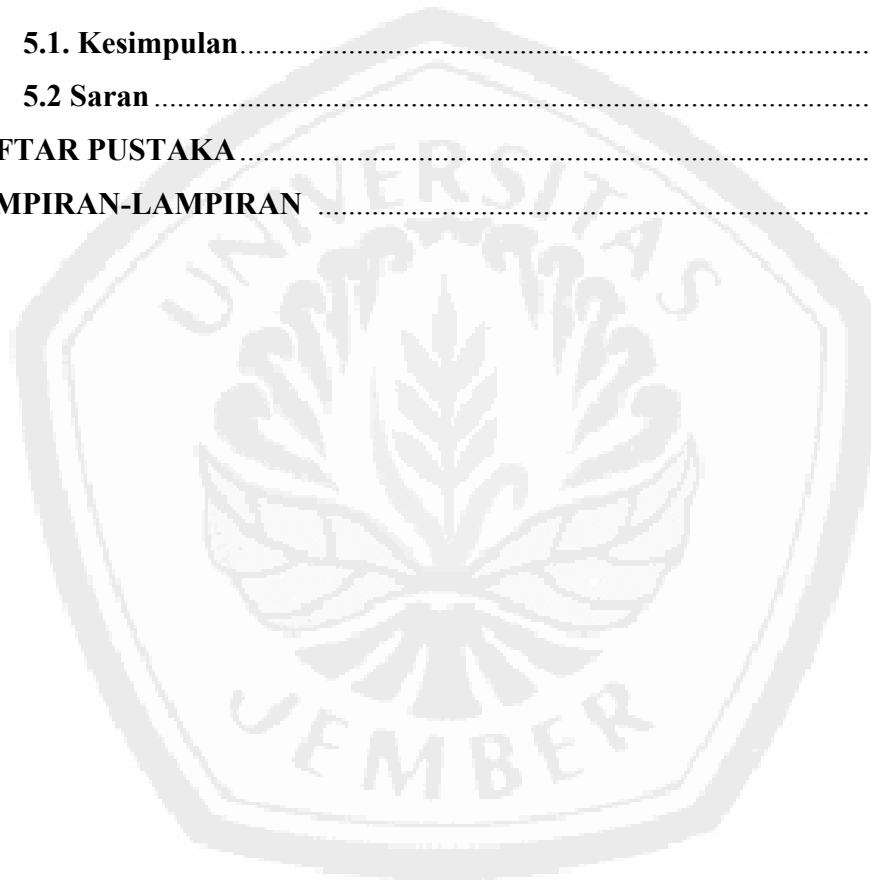 5.1. Kesimpulan..............................................................................
5.2 Saran..............................................................................
FTAR PUSTAKA..............................................................................
MPIRAN-LAMPIRAN ..............................................................................
UNIVERSITAS
JEMBER